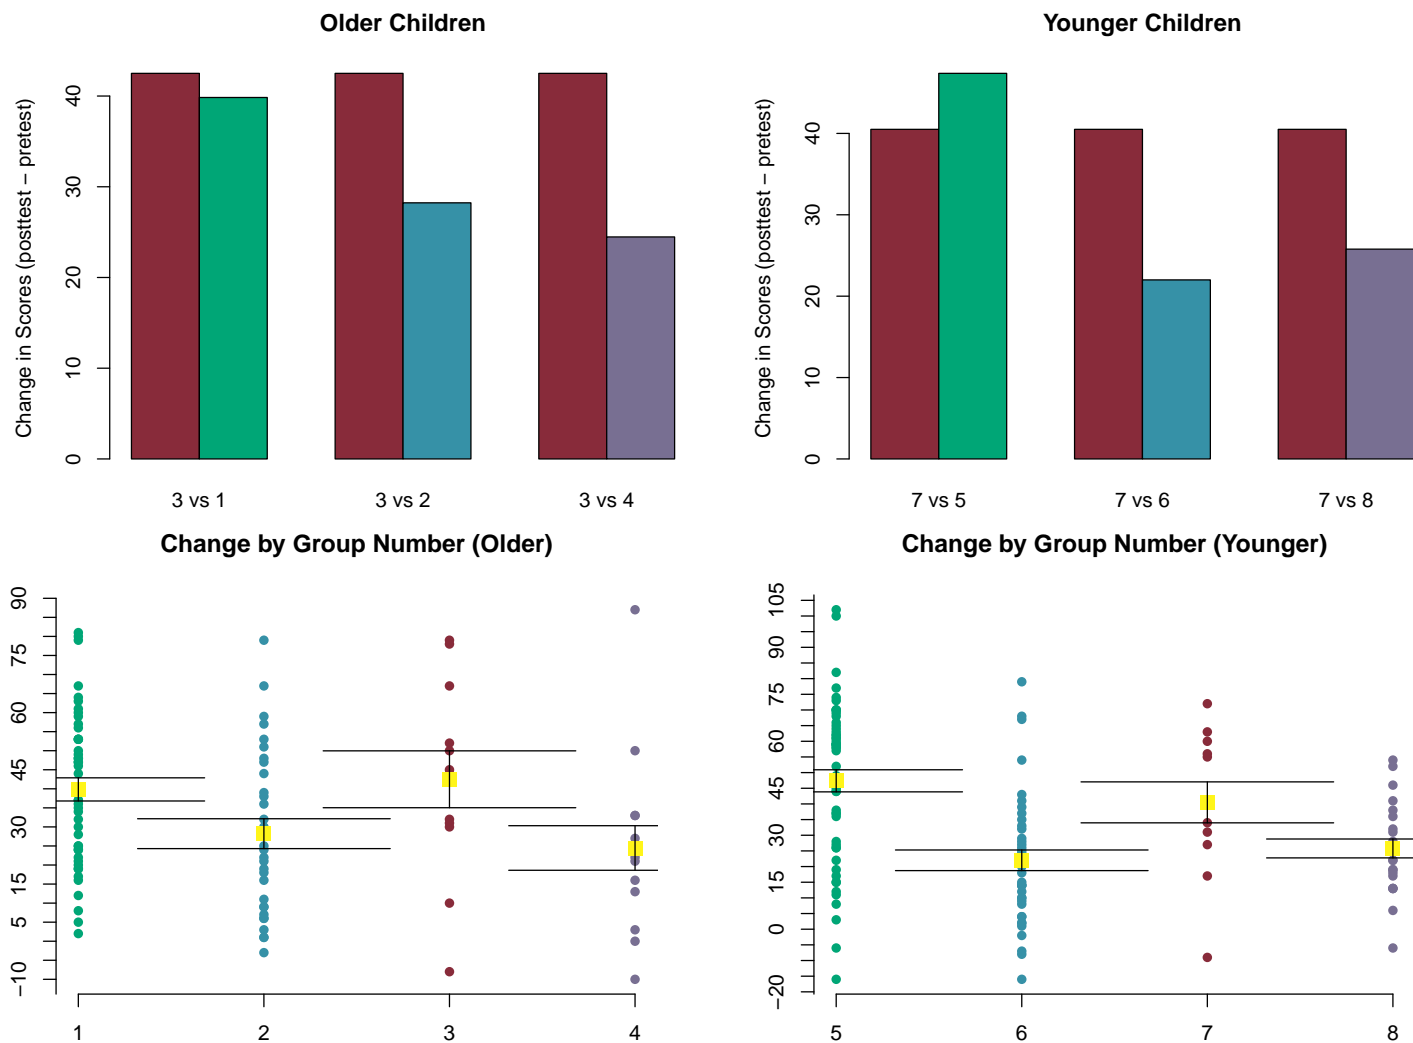 Older Children
Change in Scores (posttest − pretest)
40
30
20
10
0
3 vs 1
3 vs 2
3 vs 4
Younger Children
Change in Scores (posttest − pretest)
40
30
20
10
0
7 vs 5
7 vs 6
7 vs 8
Change by Group Number (Older)
90
75
60
45
30
15
5
−10
1
2
3
4
Change by Group Number (Younger)
105
90
75
60
45
30
15
0
−20
5
6
7
8